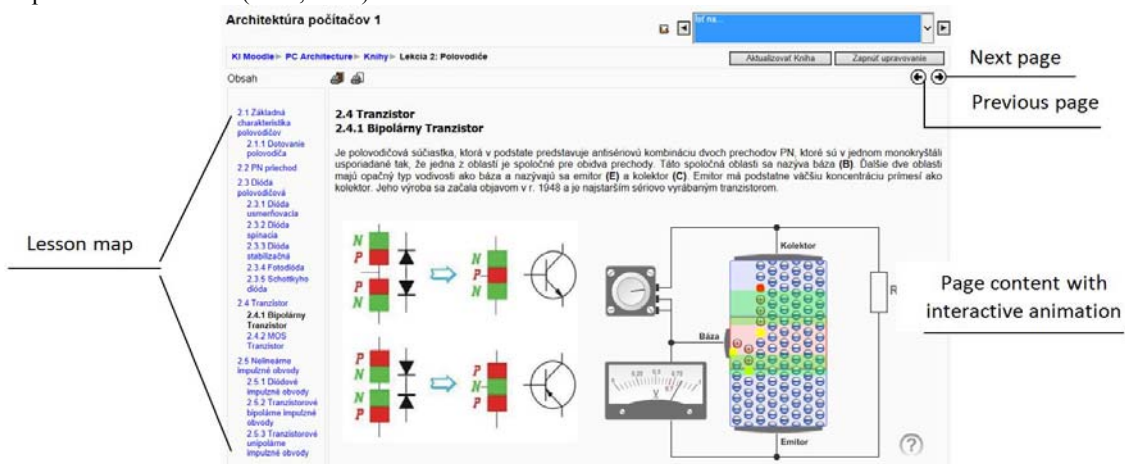 Architektúra počítačov 1
KI Moodle ► PC Architecture ► Knihy ► Lekcia 2: Polovodiče
Aktualizovať Kniha
Zapnúť upravovanie
Next page
Previous page
Obsah
Lesson map
2.1 Základná
charakteristika
polovodičov
2.1.1 Dotovanie
polovodiča
2.2 PN priechod
2.3 Dióda
polovodičová
2.3.1 Dióda
usmerňovacia
2.3.2 Dióda
spínacia
2.3.3 Dióda
stabilizačná
2.3.4 Fotodióda
2.3.5 Schottkyho
dióda
2.4 Tranzistor
2.4.1 Bipolárny
Tranzistor
2.4.2 MOS
Tranzistor
2.5 Nelineárne
impulzné obvody
2.5.1 Diódové
impulzné obvody
2.5.2 Tranzistorové
bipolárne impulzné
obvody
2.5.3 Tranzistorové
unipolárne
impulzné obvody
2.4 Tranzistor
2.4.1 Bipolárny Tranzistor
Je polovodičová súčiastka, ktorá v podstate predstavuje antisériovú kombináciu dvoch prechodov PN, ktoré sú v jednom monokryštáli
usporiadané tak, že jedna z oblastí je spoločné pre obidva prechody. Táto spoločná oblasti sa nazýva báza (B). Ďalšie dve oblasti
majú opačný typ vodivosti ako báza a nazývajú sa emitor (E) a kolektor (C). Emitor má podstatne väčšiu koncentráciu prímesí ako
kolektor. Jeho výroba sa začala objavom v r. 1948 a je najstarším sériovo vyrábaným tranzistorom.
N
P
P
N
N
P
N
P
N
N
P
P
N
P
Kolektor
R
Báza
0,25 0,5 0,75
0,7
V
Emitor
?
Page content with
interactive animation